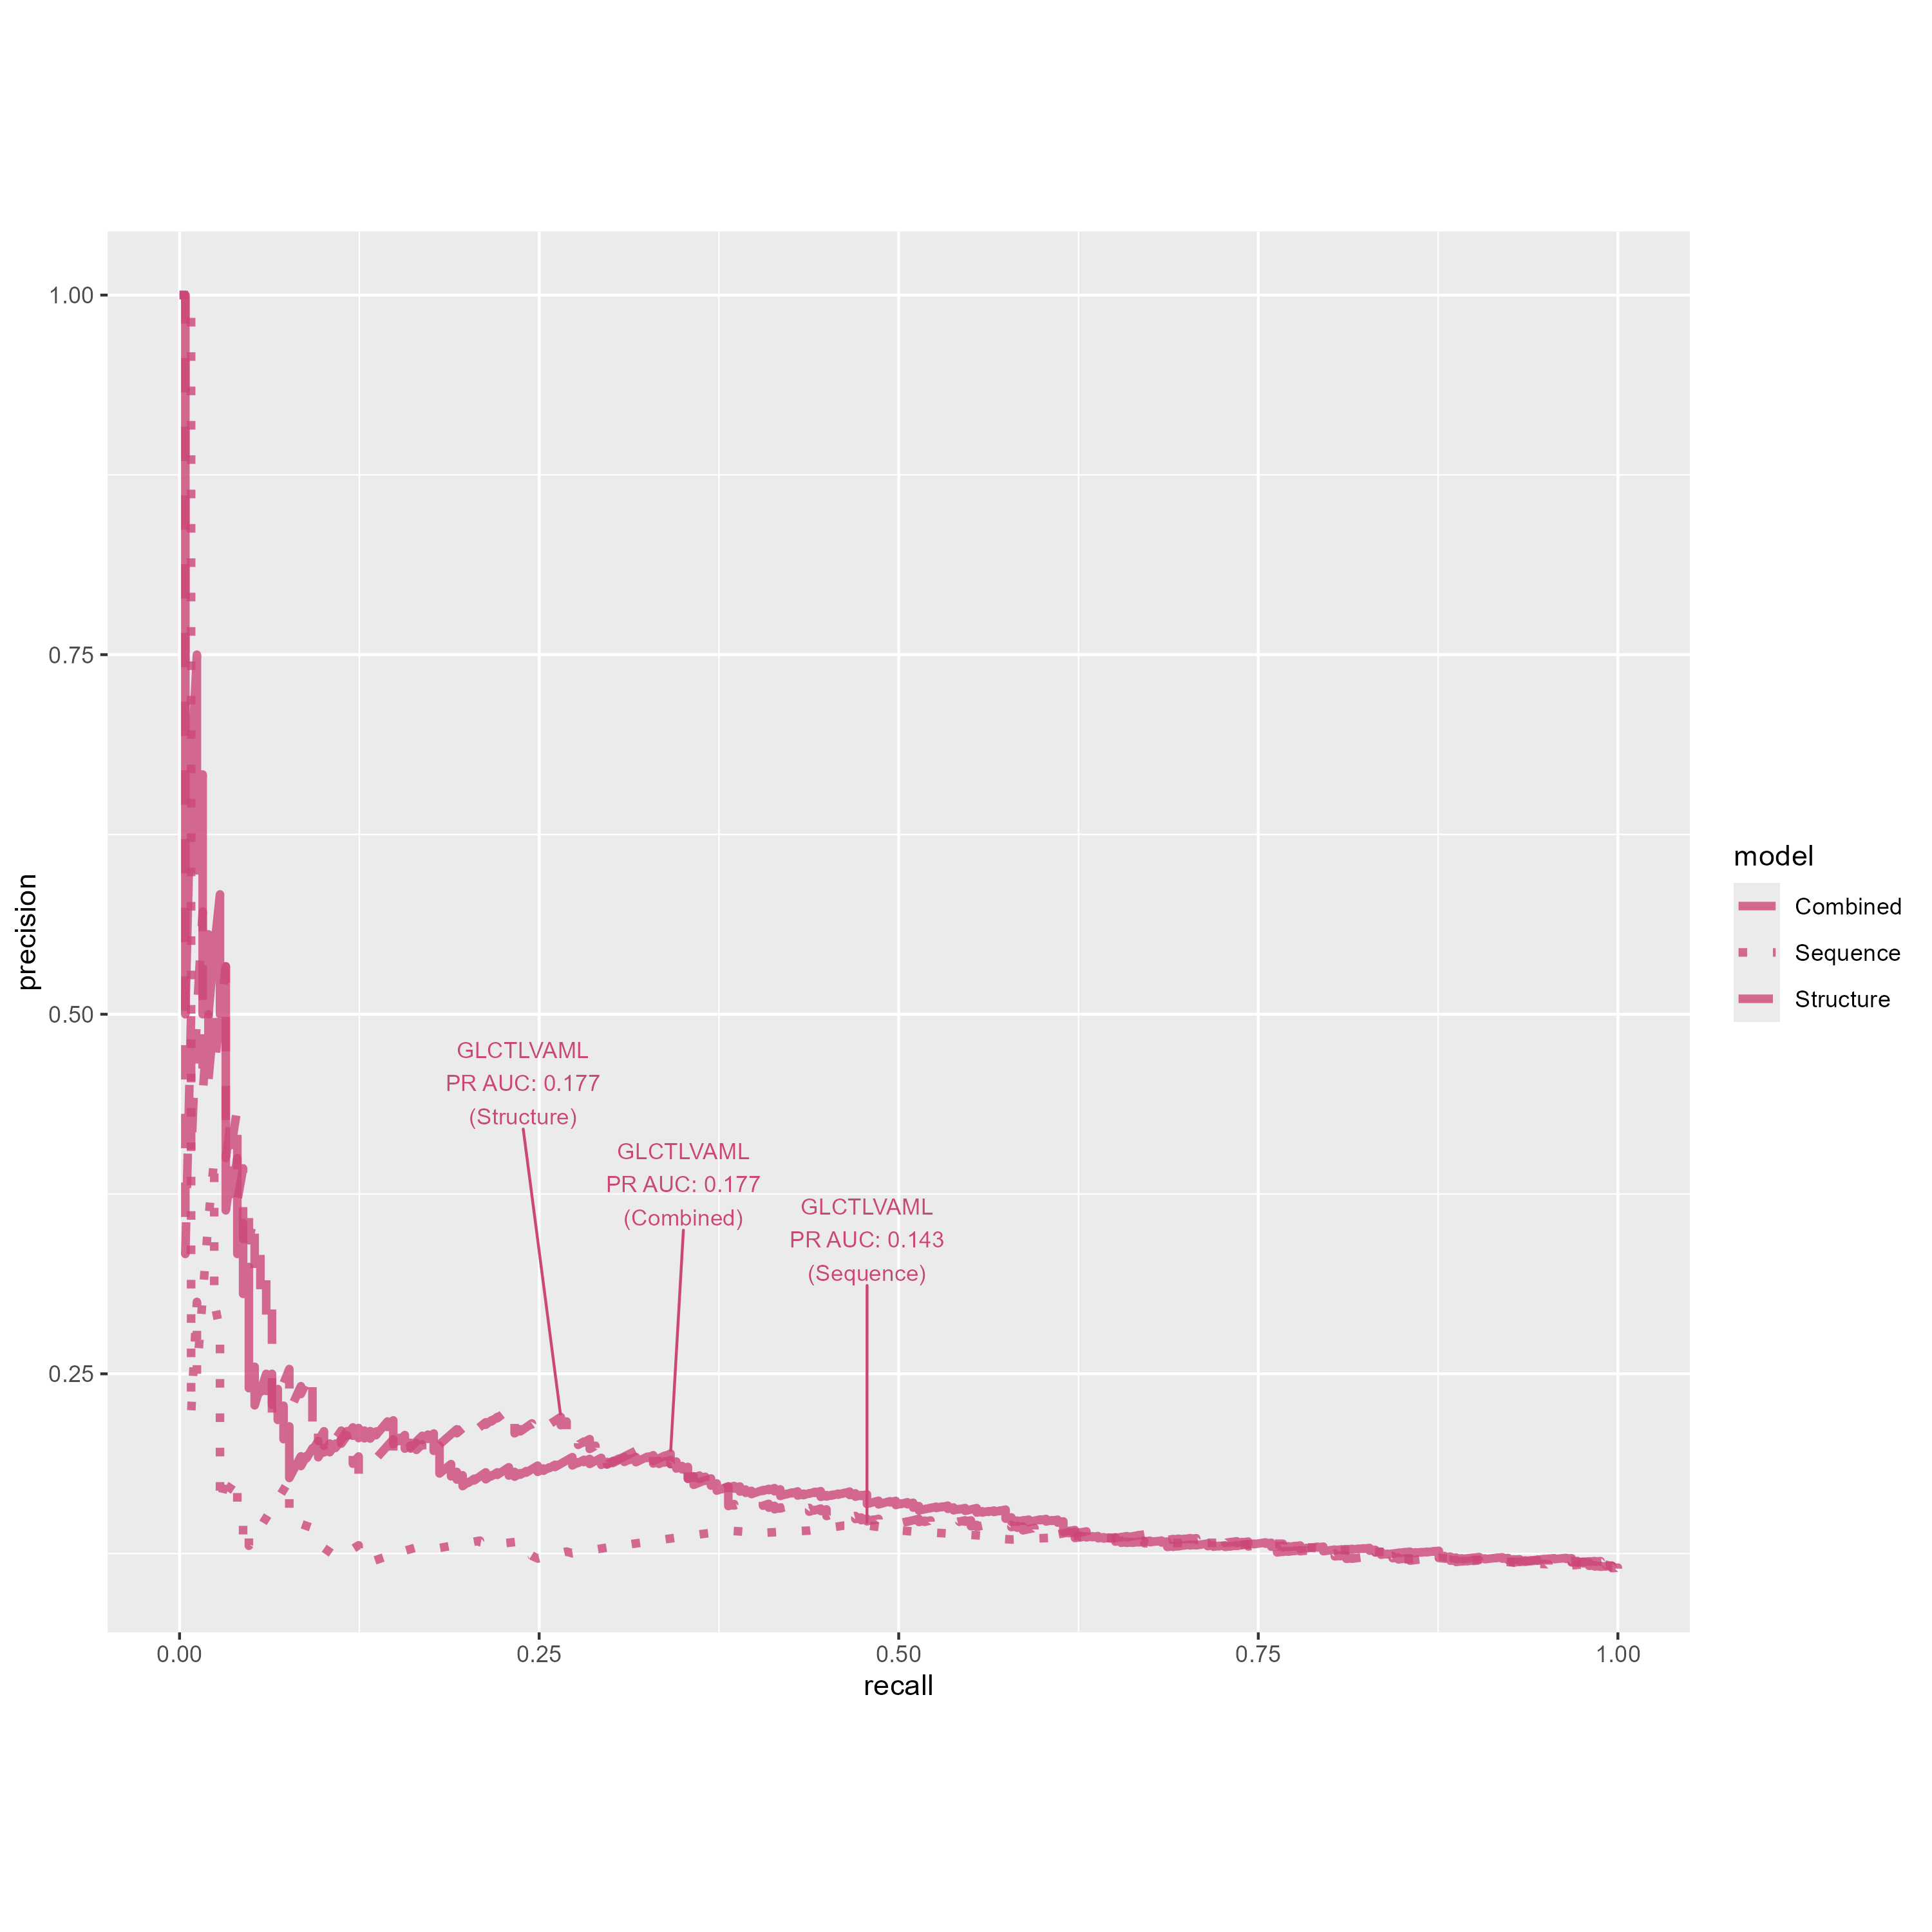 1.00
0.75
0.50
0.25
precision
GLCTLVAML
PR AUC: 0.177
(Structure)
GLCTLVAML
PR AUC: 0.177
(Combined)
GLCTLVAML
PR AUC: 0.143
(Sequence)
0.00
0.25
0.50
0.75
1.00
recall
model
Combined
Sequence
Structure